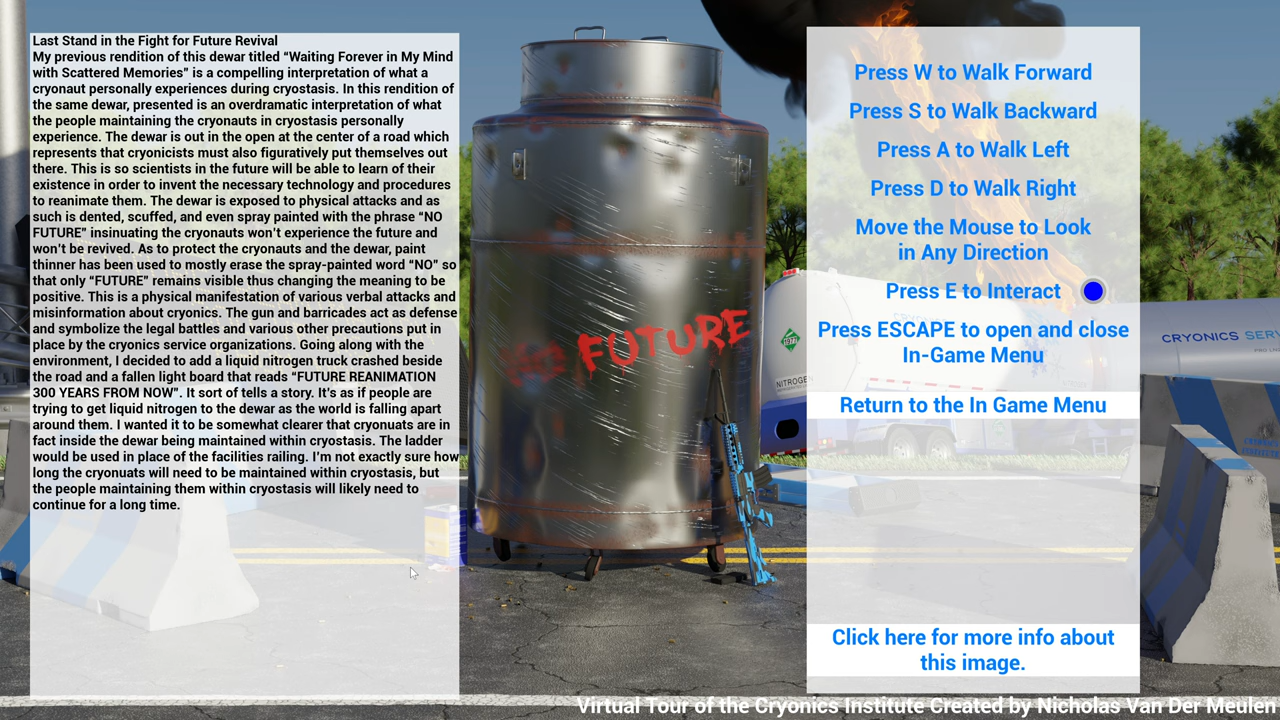 Last Stand in the Fight for Future Revival
My previous rendition of this dewar titled “Waiting Forever in My Mind
with Scattered Memories” is a compelling interpretation of what a
cryonaut personally experiences during cryostasis. In this rendition of
the same dewar, presented is an overdramatic interpretation of what
the people maintaining the cryonauts in cryostasis personally
experience. The dewar is out in the open at the center of a road which
represents that cryonicists must also figuratively put themselves out
there. This is so scientists in the future will be able to learn of their
existence in order to invent the necessary technology and procedures
to reanimate them. The dewar is exposed to physical attacks and as
such is dented, scuffed, and even spray painted with the phrase “NO
FUTURE” insinuating the cryonauts won’t experience the future and
won’t be revived. As to protect the cryonauts and the dewar, paint
thinner has been used to mostly erase the spray-painted word “NO” so
that only “FUTURE” remains visible thus changing the meaning to be
positive. This is a physical manifestation of various verbal attacks and
misinformation about cryonics. The gun and barricades act as defense
and symbolize the legal battles and various other precautions put in
place by the cryonics service organizations. Going along with the
environment, I decided to add a liquid nitrogen truck crashed beside
the road and a fallen light board that reads “FUTURE REANIMATION
300 YEARS FROM NOW”. It sort of tells a story. It’s as if people are
trying to get liquid nitrogen to the dewar as the world is falling apart
around them. I wanted it to be somewhat clearer that cryonuats are in
fact inside the dewar being maintained within cryostasis. The ladder
would be used in place of the facilities railing. I’m not exactly sure how
long the cryonuats will need to be maintained within cryostasis, but
the people maintaining them within cryostasis will likely need to
continue for a long time.
NO FUTURE
1977
NITROGEN
CRYONICS SERV
Press W to Walk Forward
Press S to Walk Backward
Press A to Walk Left
Press D to Walk Right
Move the Mouse to Look
in Any Direction
Press E to Interact
Press ESCAPE to open and close
In-Game Menu
Return to the In Game Menu
Click here for more info about
this image.
Virtual Tour of the Cryonics Institute Created by Nicholas Van Der Meulen